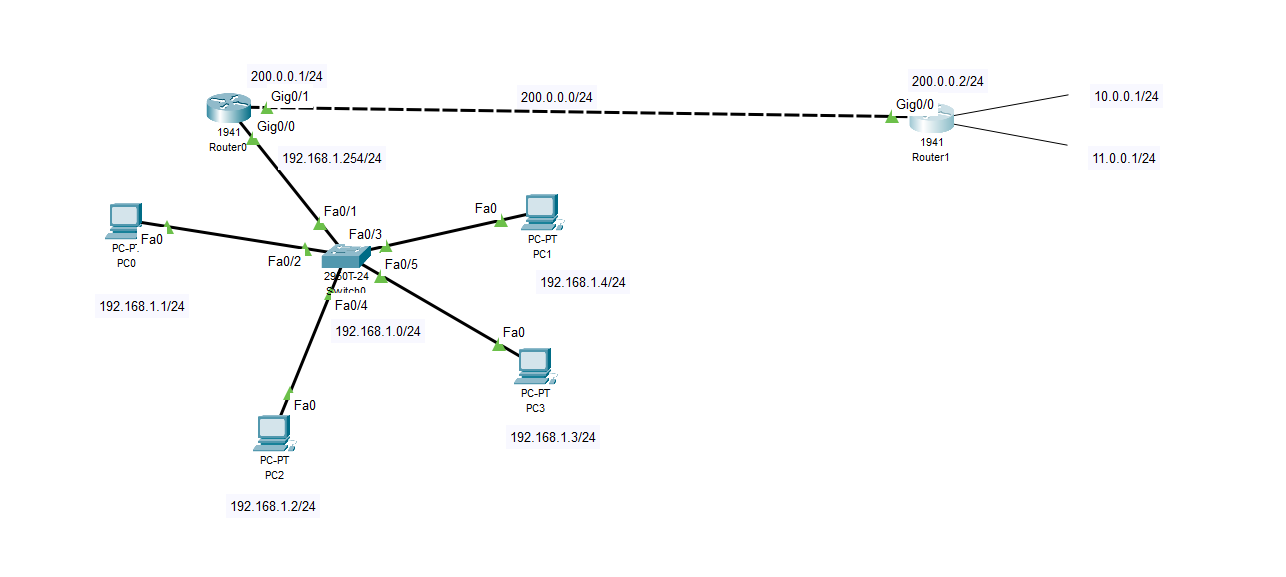 200.0.0.1/24
200.0.0.2/24
Gig0/1
200.0.0.0/24
10.0.0.1/24
Gig0/0
Gig0/0
1941
Router0
1941
Router1
192.168.1.254/24
11.0.0.1/24
Fa0/1
Fa0
Fa0/3
Fa0
PC-PT
PC1
PC0
Fa0/2
Fa0/5
2960T-24
Switch0
192.168.1.4/24
192.168.1.1/24
Fa0/4
192.168.1.0/24
Fa0
PC-PT
PC3
Fa0
192.168.1.3/24
PC-PT
PC2
192.168.1.2/24